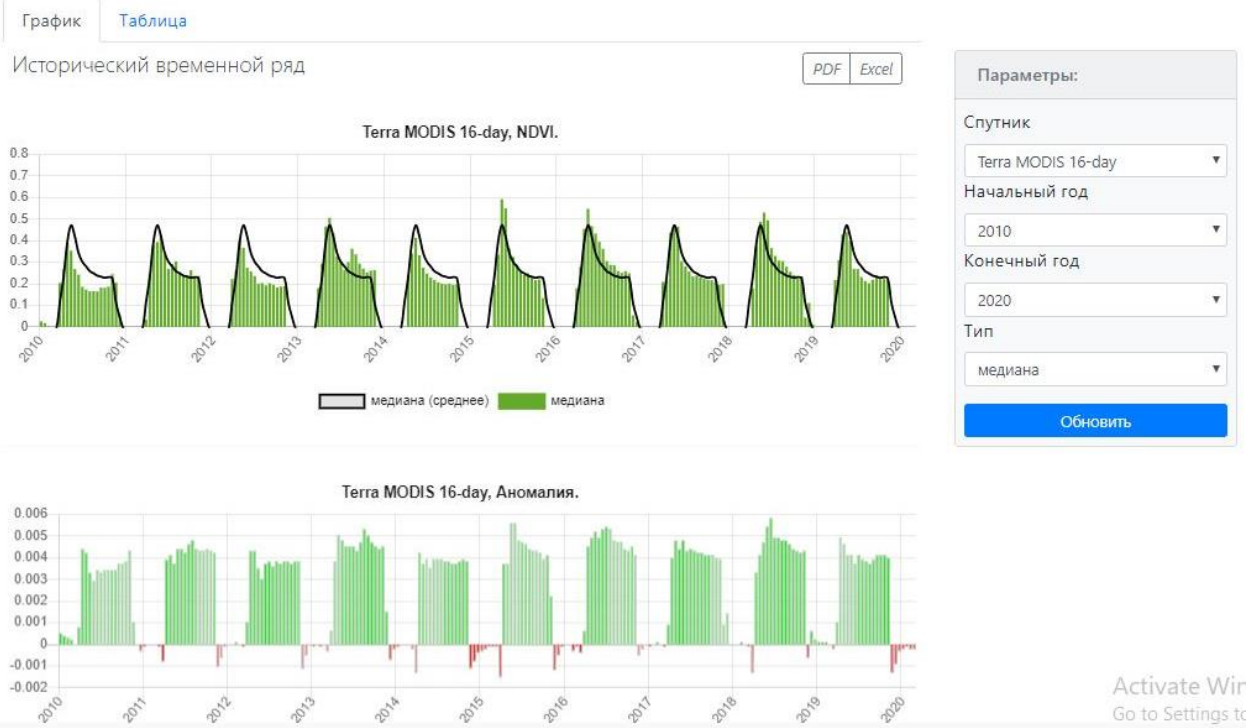 График Таблица
Исторический временной ряд
PDF Excel
Terra MODIS 16-day, NDVI.
0.8
0.7
0.6
0.5
0.4
0.3
0.2
0.1
0
2010 2011 2012 2013 2014 2015 2016 2017 2018 2019 2020
медиана (среднее) медиана
Terra MODIS 16-day, Аномалия.
0.006
0.005
0.004
0.003
0.002
0.001
0
-0.001
-0.002
2010 2011 2012 2013 2014 2015 2016 2017 2018 2019 2020
Параметры:
Спутник
Terra MODIS 16-day
Начальный год
2010
Конечный год
2020
Тип
медиана
Обновить
Activate Win
Go to Settings to